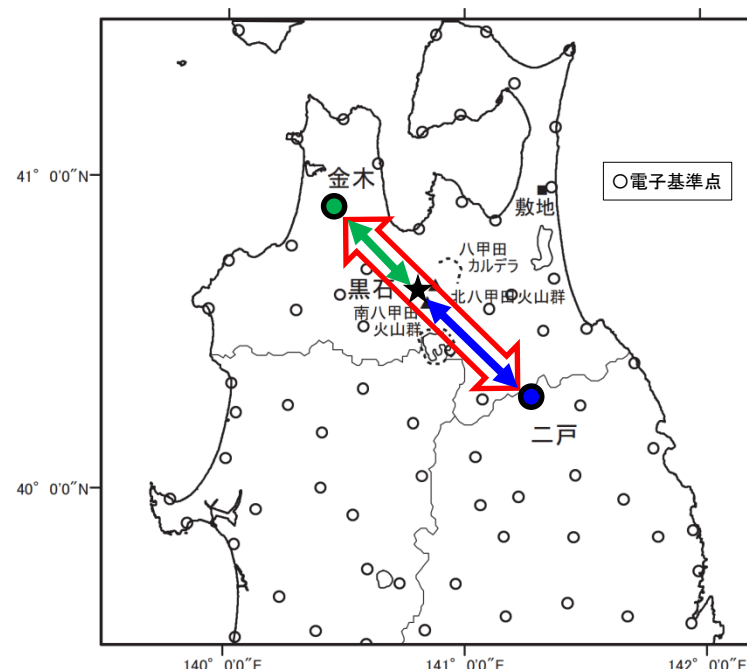 41° 0'0"N
金木
○電子基準点
敷地
八甲田
カルデラ
黒石
北八甲田火山群
南八甲田
火山群
二戸
40° 0'0"N
140° 0'0"E
141° 0'0"E
142° 0'0"E